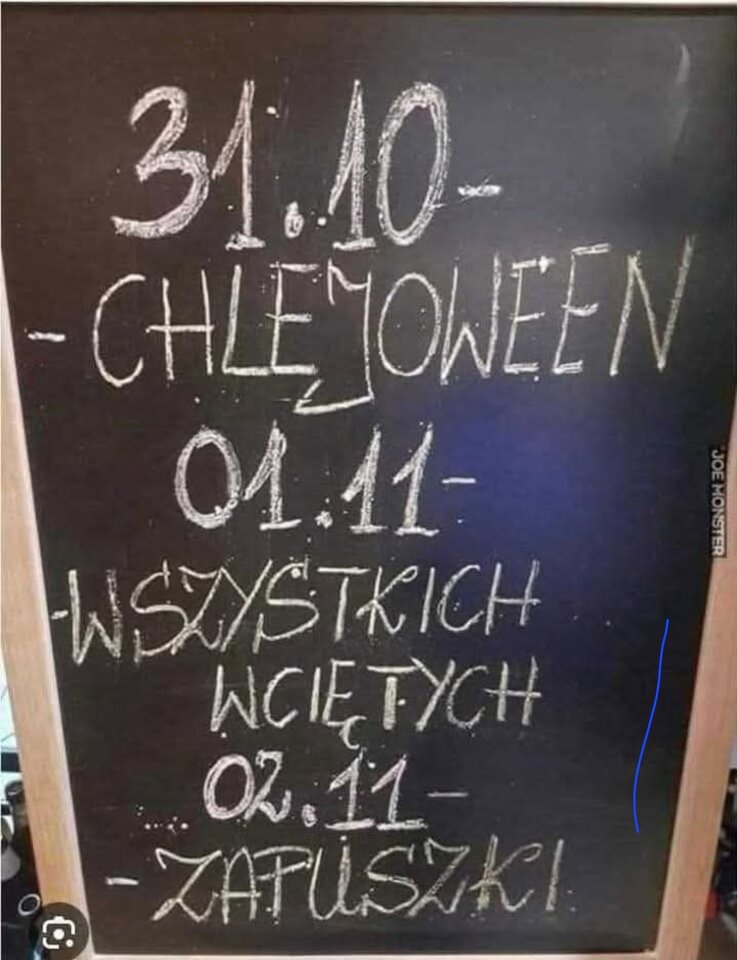 31.10-
- CHLEJOWEEN
01.11-
-WSZYSTKICH
WCIĘTYCH
02.11-
- ZAPUSZKI
JOE MONSTER